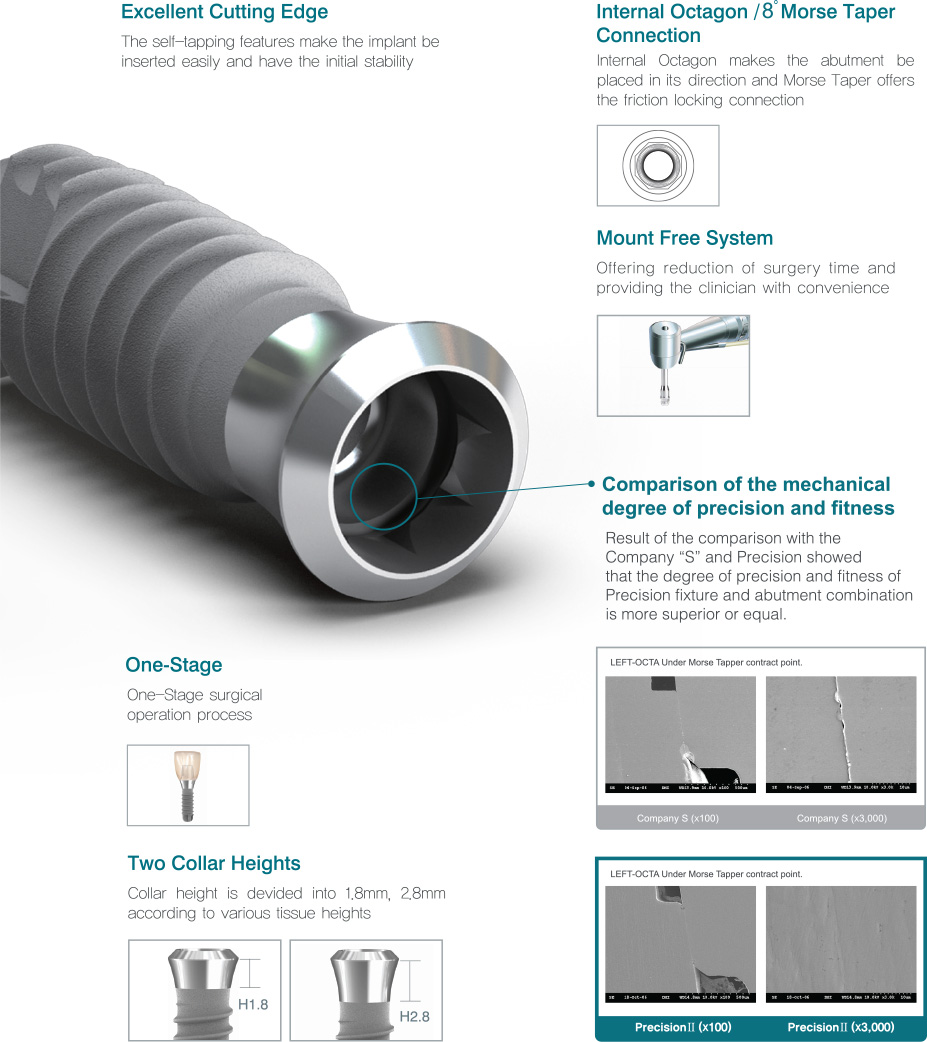 Excellent Cutting Edge
The self-tapping features make the implant be
inserted easily and have the initial stability
Internal Octagon /8° Morse Taper
Connection
Internal Octagon makes the abutment be
placed in its direction and Morse Taper offers
the friction locking connection
Mount Free System
Offering reduction of surgery time and
providing the clinician with convenience
Comparison of the mechanical
degree of precision and fitness
Result of the comparison with the
Company “S” and Precision showed
that the degree of precision and fitness of
Precision fixture and abutment combination
is more superior or equal.
One-Stage
One-Stage surgical
operation process
LEFT-OCTA Under Morse Tapper contract point.
Company S (x100)
Company S (x3,000)
Two Collar Heights
Collar height is devided into 1.8mm, 2.8mm
according to various tissue heights
H1.8
H2.8
LEFT-OCTA Under Morse Tapper contract point.
PrecisionⅡ (x100)
PrecisionⅡ (x3,000)